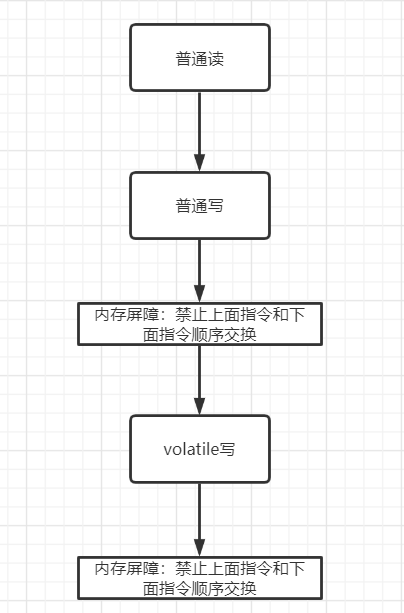 普通读
普通写
内存屏障：禁止上面指令和下
面指令顺序交换
volatile写
内存屏障：禁止上面指令和下
面指令顺序交换